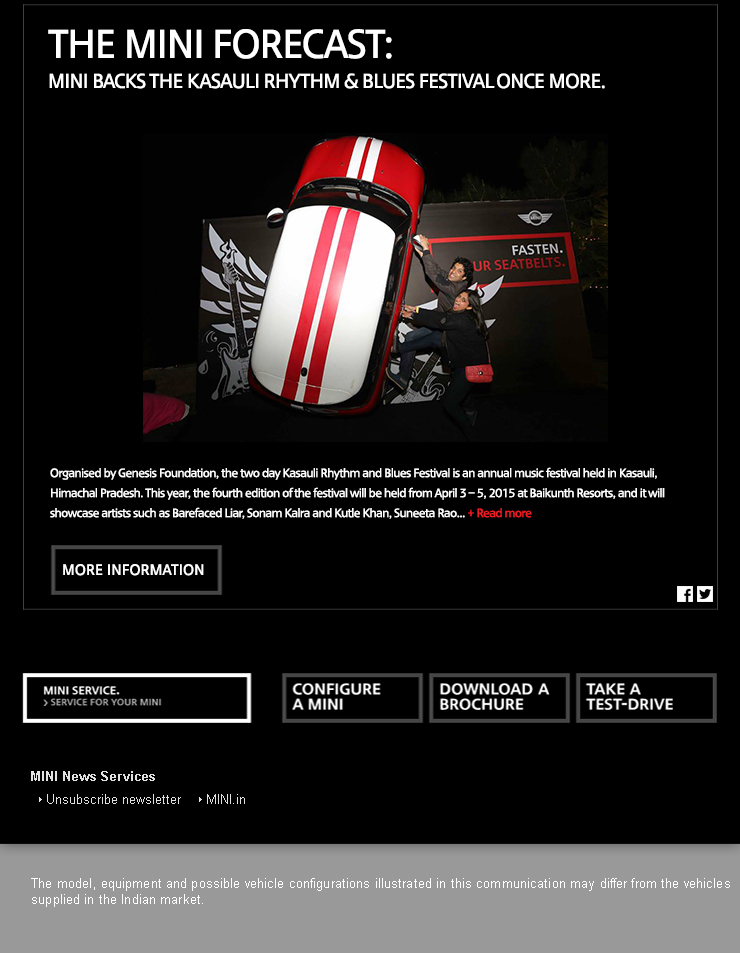 THE MINI FORECAST:
MINI BACKS THE KASAULI RHYTHM & BLUES FESTIVAL ONCE MORE.
FASTEN.
UR SEATBELTS.
Organised by Genesis Foundation, the two day Kasauli Rhythm and Blues Festival is an annual music festival held in Kasauli,
Himachal Pradesh. This year, the fourth edition of the festival will be held from April 3 – 5, 2015 at Baikunth Resorts, and it will
showcase artists such as Barefaced Liar, Sonam Kalra and Kutle Khan, Suneeta Rao... + Read more
MORE INFORMATION
MINI SERVICE.
SERVICE FOR YOUR MINI
CONFIGURE
A MINI
DOWNLOAD A
BROCHURE
TAKE A
TEST-DRIVE
MINI News Services
Unsubscribe newsletter MINI.in
The model, equipment and possible vehicle configurations illustrated in this communication may differ from the vehicles
supplied in the Indian market.